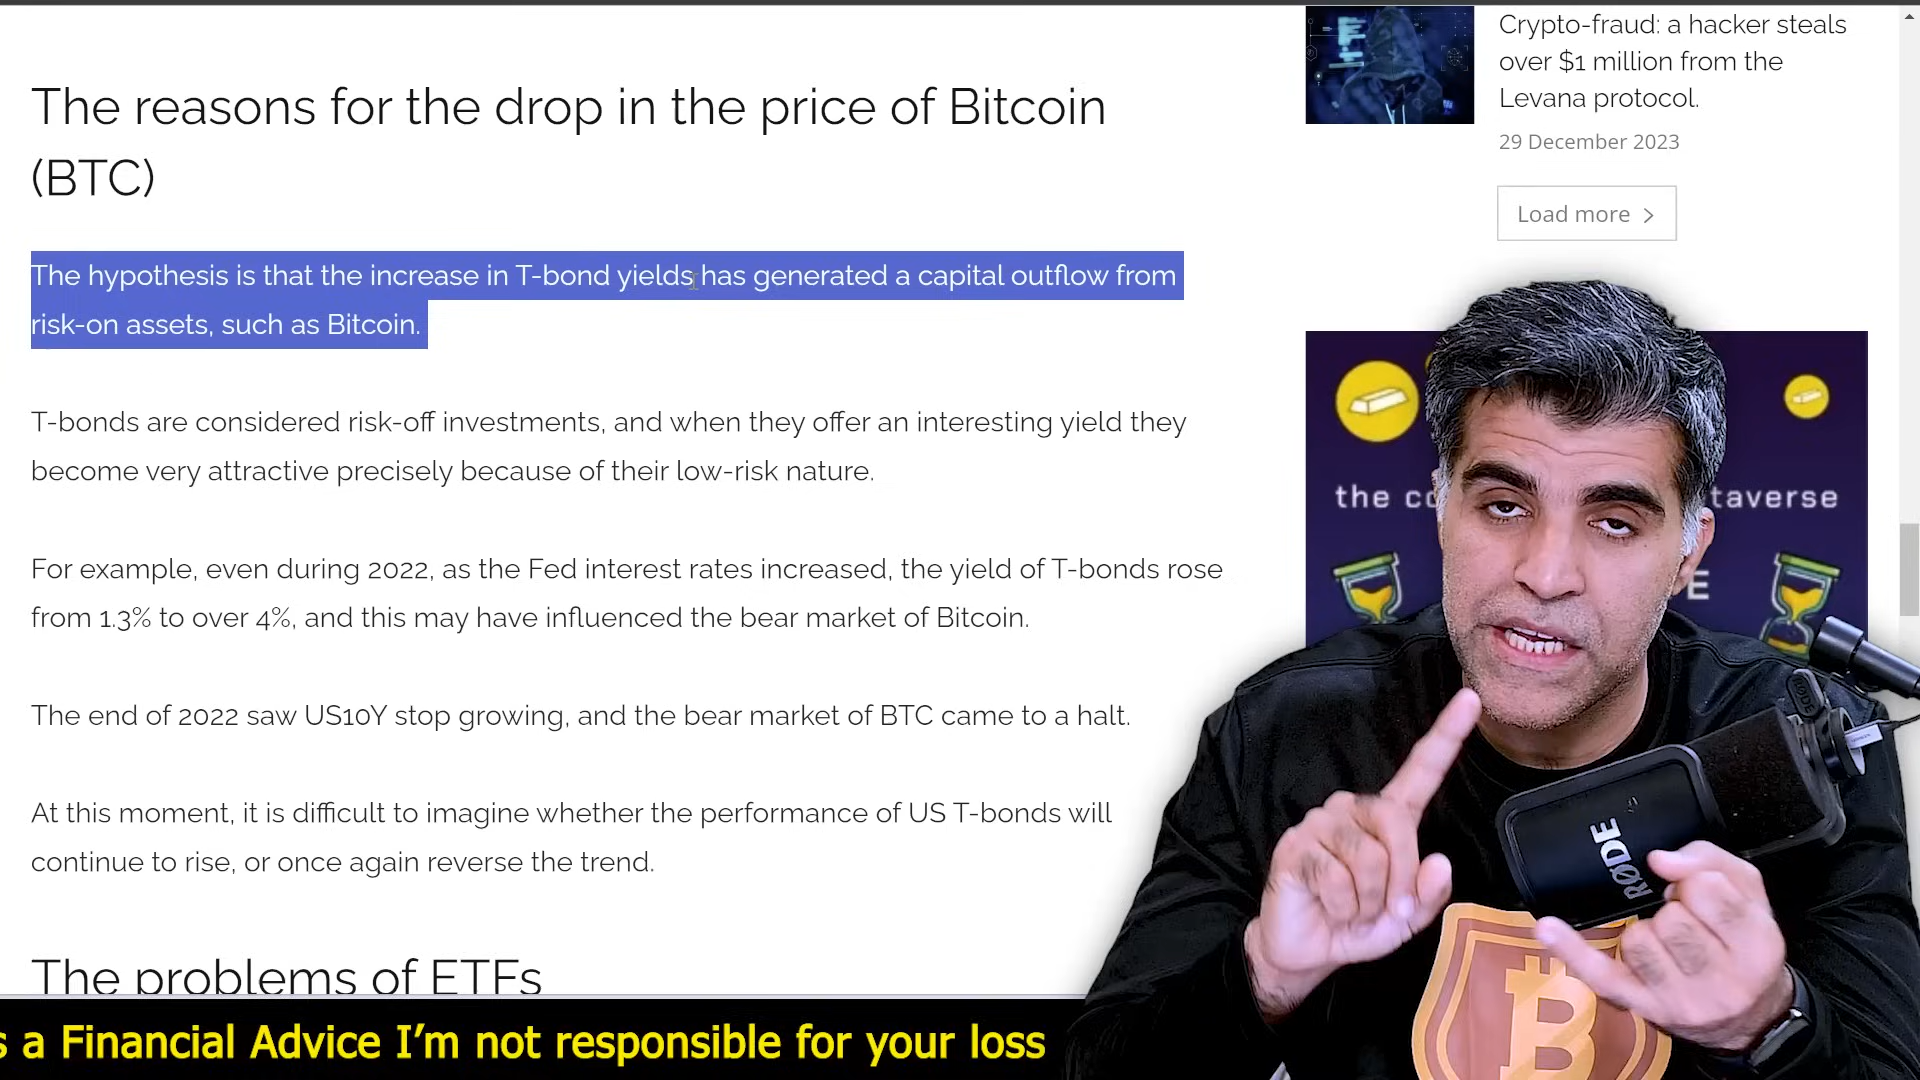 The reasons for the drop in the price of Bitcoin
(BTC)
The hypothesis is that the increase in T-bond yields has generated a capital outflow from
risk-on assets, such as Bitcoin.
T-bonds are considered risk-off investments, and when they offer an interesting yield they
become very attractive precisely because of their low-risk nature.
For example, even during 2022, as the Fed interest rates increased, the yield of T-bonds rose
from 1.3% to over 4%, and this may have influenced the bear market of Bitcoin.
The end of 2022 saw US10Y stop growing, and the bear market of BTC came to a halt.
At this moment, it is difficult to imagine whether the performance of US T-bonds will
continue to rise, or once again reverse the trend.
The problems of ETFs
Crypto-fraud: a hacker steals
over $1 million from the
Levana protocol.
29 December 2023
Load more >
the co
taverse
E
RØDE
s a Financial Advice I'm not responsible for your loss